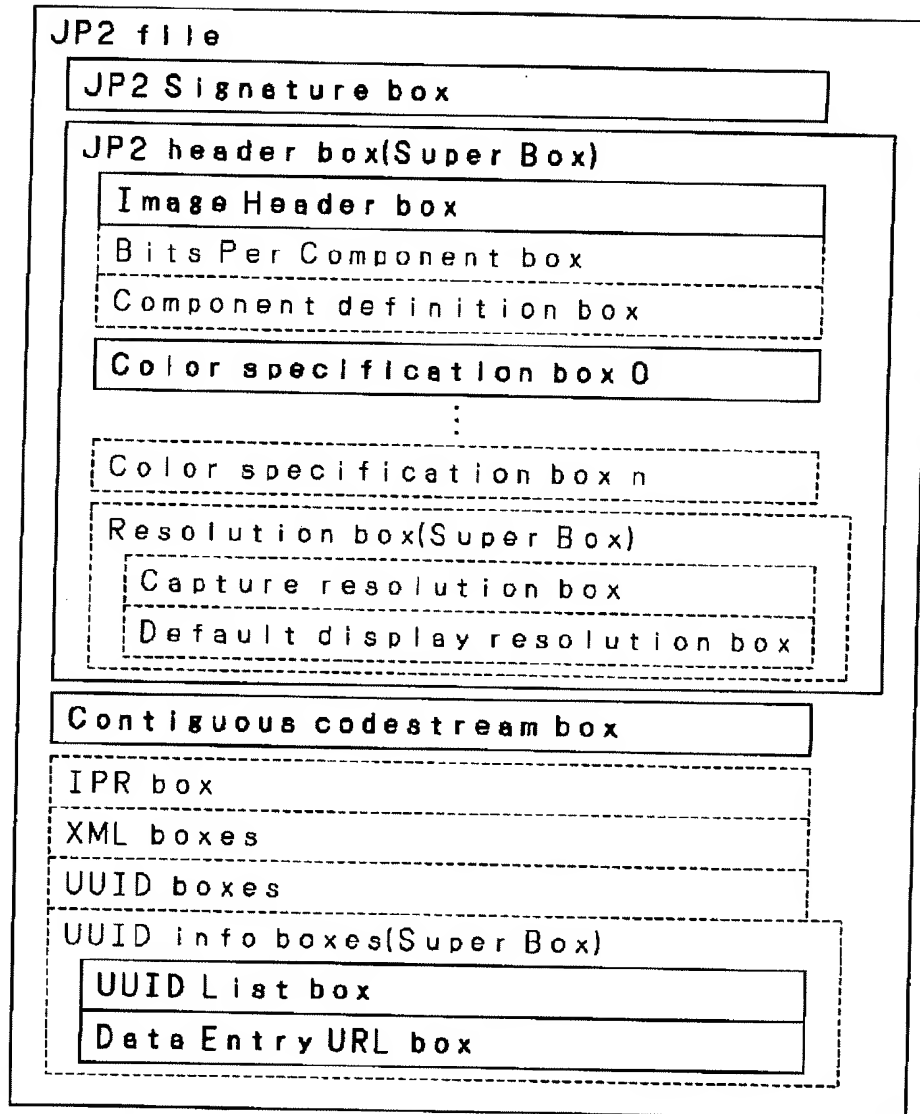 JP2 file
JP2 Signature box
JP2 header box(Super Box)
Image Header box
Bits Per Component box
Component definition box
Color specification box 0
⋮
Color specification box n
Resolution box(Super Box)
Capture resolution box
Default display resolution box
Contiguous codestream box
IPR box
XML boxes
UUID boxes
UUID info boxes(Super Box)
UUID List box
Data Entry URL box